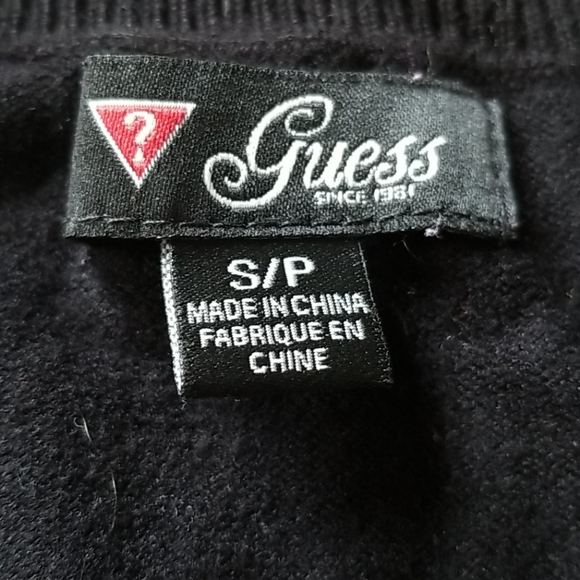 ?
Guess
SINCE 1981
S/P
MADE IN CHINA
FABRIQUE EN
CHINE